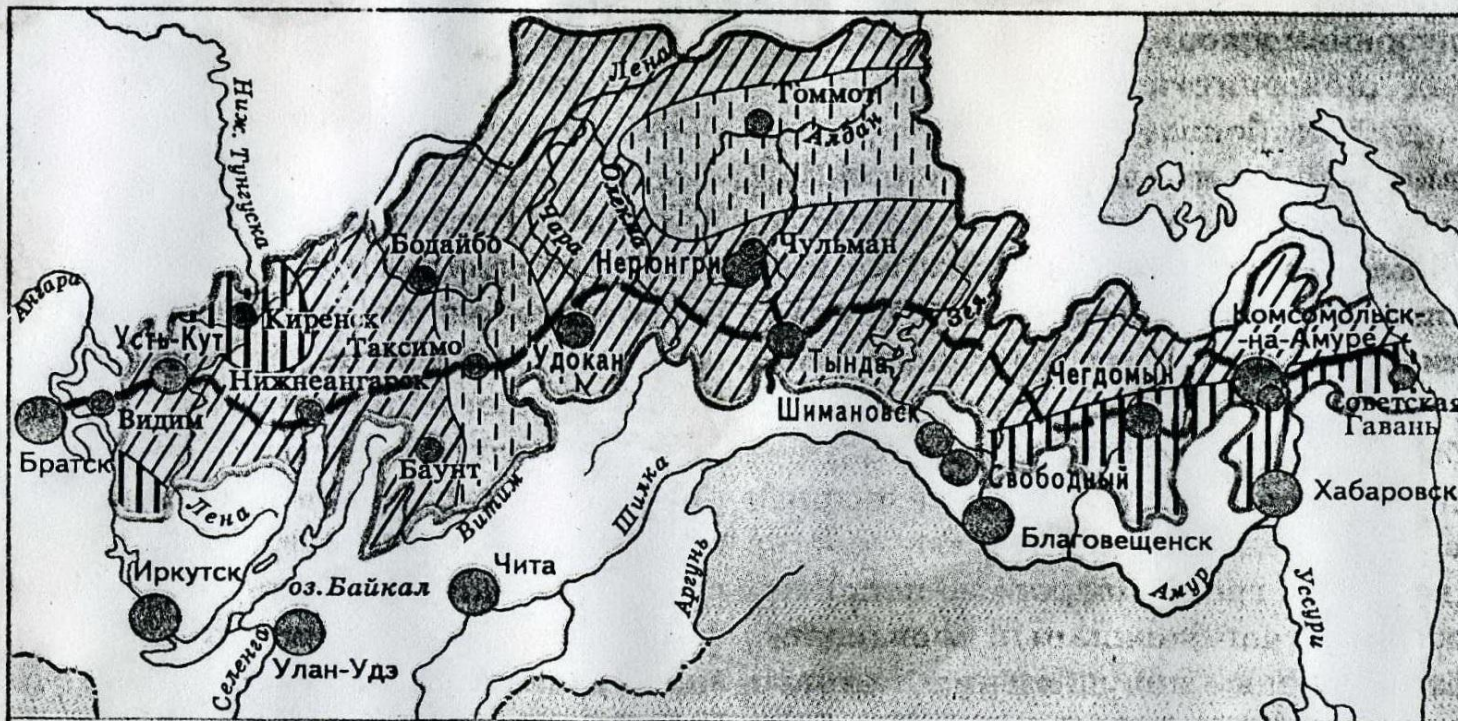 Лена
Гоммот
Алдан
Ниж. Тунгуска
Олекма
Чара
Бодайбо
Чульман
Нерюнгри
Ангара
Киренск
Зея
Комсомольск-
-на-Амуре
Усть-Кут
Таксимо
Удокан
Тында
Чегдомын
Нижнеангарск
Видим
Шимановск
Советская
Гавань
Братск
Баунт
Свободный
Лена
Витим
Шилка
Хабаровск
Благовещенск
Иркутск
оз. Байкал
Чита
Аргунь
Амур
Уссури
Селенга
Улан-Удэ